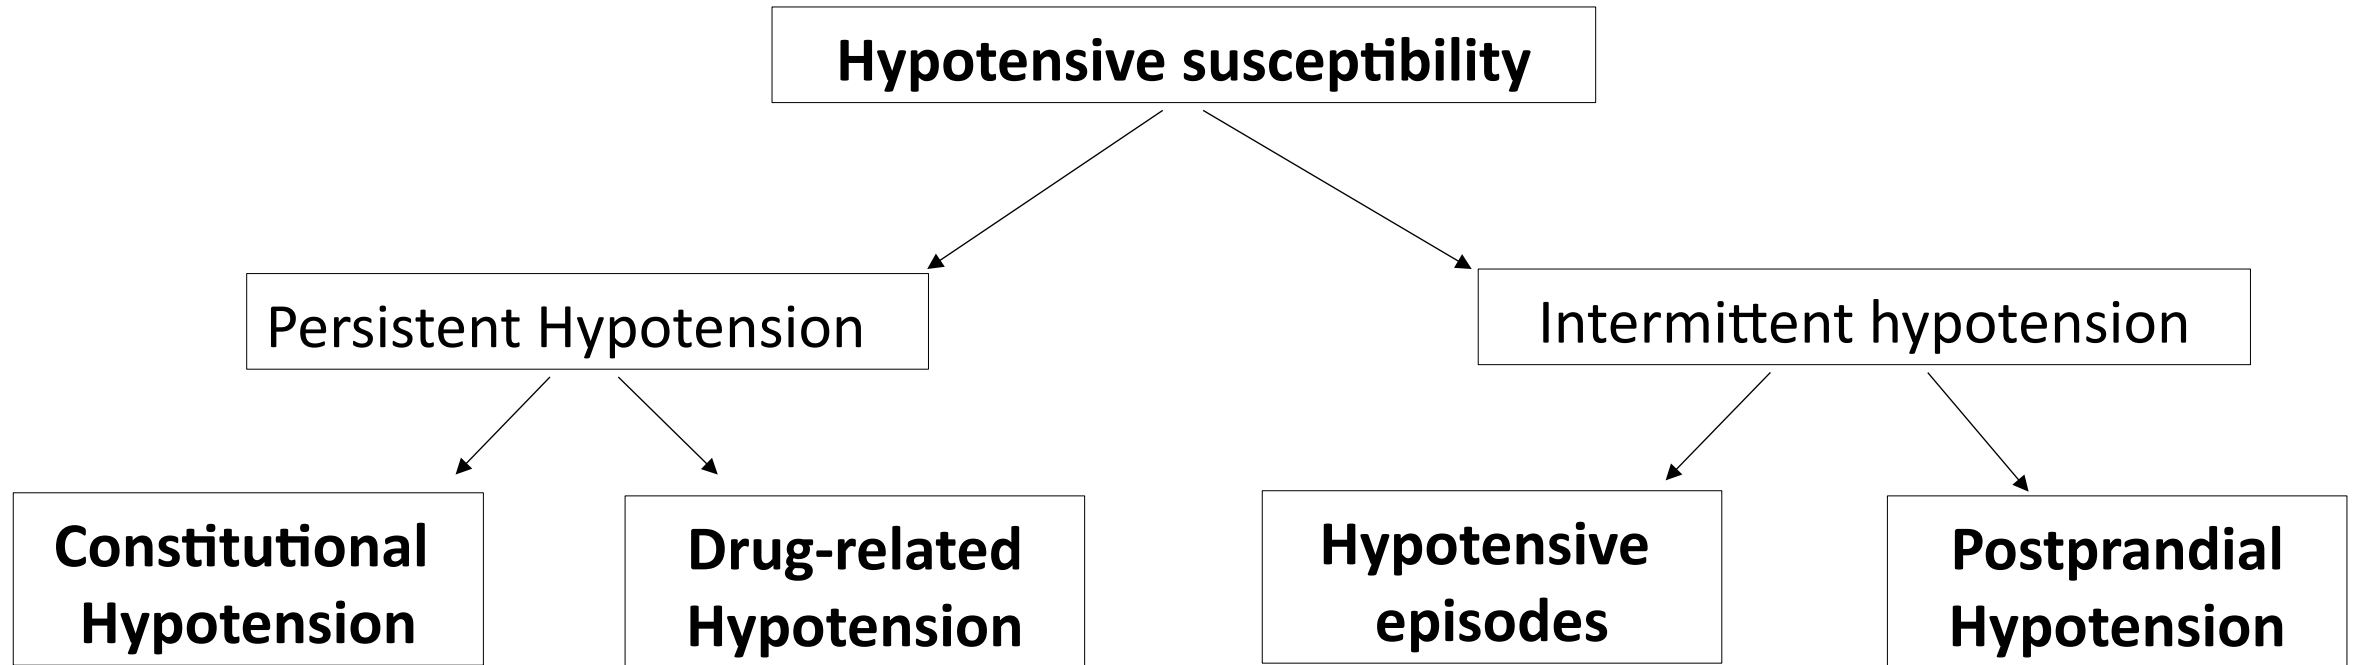 Hypotensive susceptibility
Persistent Hypotension
Intermittent hypotension
Constitutional
Hypotension
Drug-related
Hypotension
Hypotensive
episodes
Postprandial
Hypotension